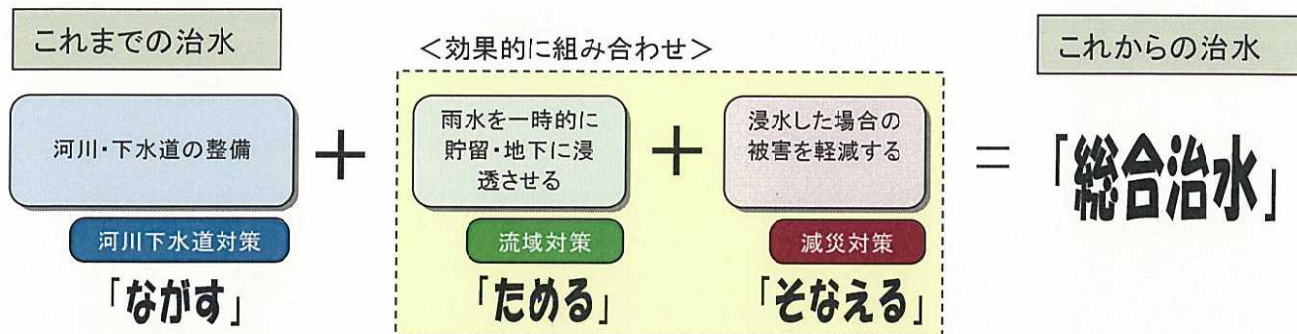 これまでの治水
＜効果的に組み合わせ＞
これからの治水
河川・下水道の整備
＋
雨水を一時的に
貯留・地下に浸
透させる
＋
浸水した場合の
被害を軽減する
＝
「総合治水」
河川下水道対策
流域対策
減災対策
「ながす」
「ためる」
「そなえる」